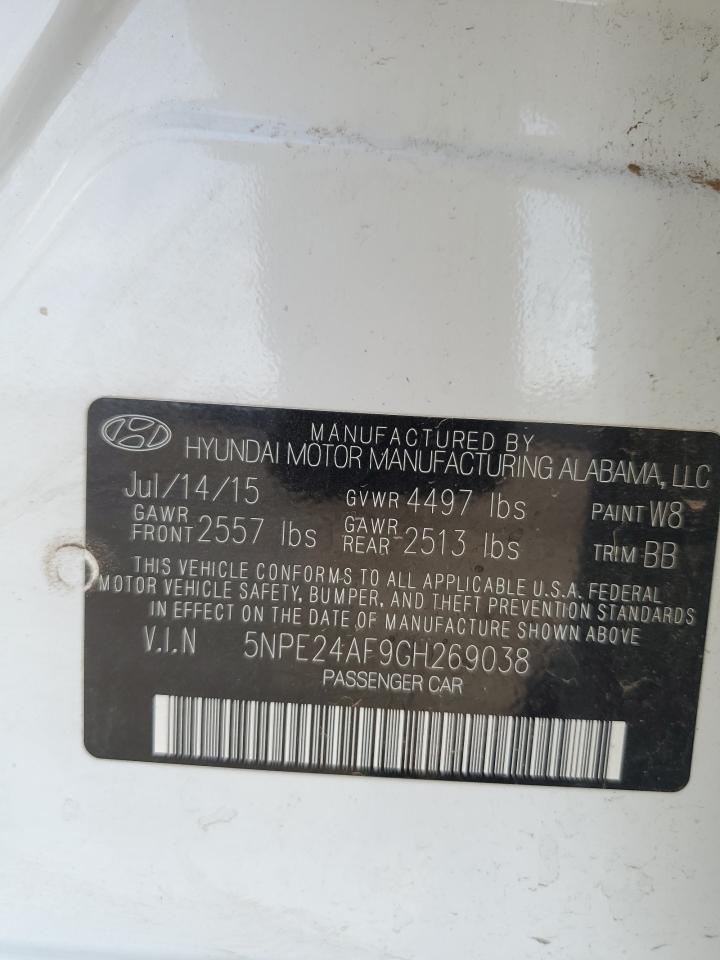 MANUFACTURED BY
HYUNDAI MOTOR MANUFACTURING ALABAMA, LLC
Jul/14/15 GVWR 4497 lbs PAINT W8
GAWR FRONT 2557 lbs GAWR REAR 2513 lbs TRIM BB
THIS VEHICLE CONFORMS TO ALL APPLICABLE U.S.A. FEDERAL
MOTOR VEHICLE SAFETY, BUMPER, AND THEFT PREVENTION STANDARDS
IN EFFECT ON THE DATE OF MANUFACTURE SHOWN ABOVE
V.I.N 5NPE24AF9GH269038
PASSENGER CAR